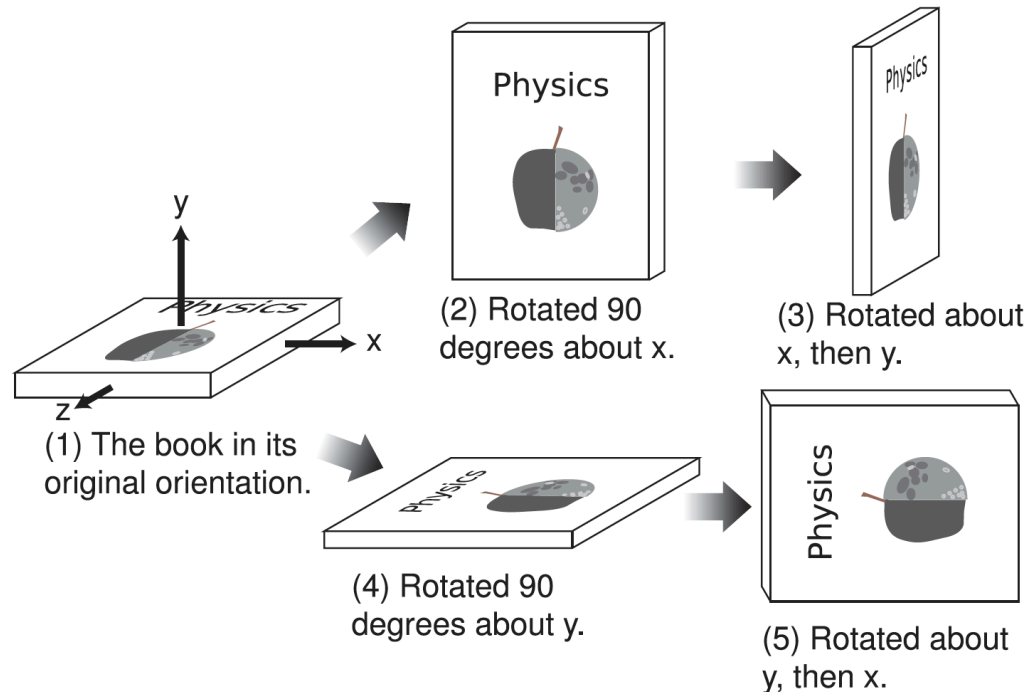 Physics
Physics
y
(2) Rotated 90
degrees about x.
(3) Rotated about
x, then y.
Physics
x
z
(1) The book in its
original orientation.
Physics
(4) Rotated 90
degrees about y.
Physics
(5) Rotated about
y, then x.